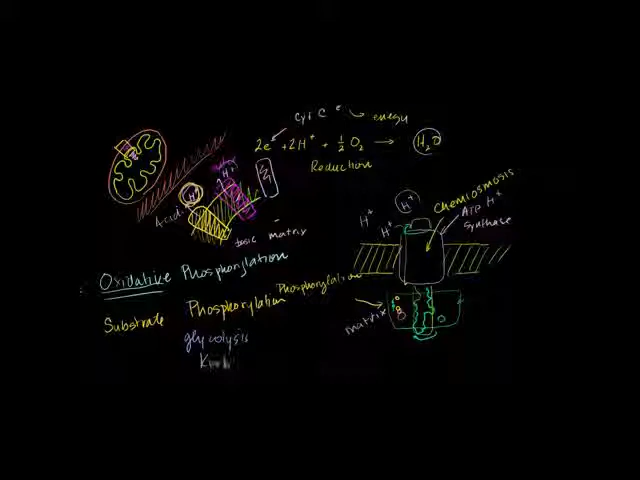 Cyt C e⁻ → energy
2e⁻ + 2H⁺ + ½ O₂ → H₂O
Reduction
H⁺
H⁺
Acidic
basic matrix
H⁺
H⁺
H⁺
Chemiosmosis
ATP H⁺
Synthase
Oxidative Phosphorylation
Substrate Phosphorylation Phosphorylation
matrix
glycolysis
K